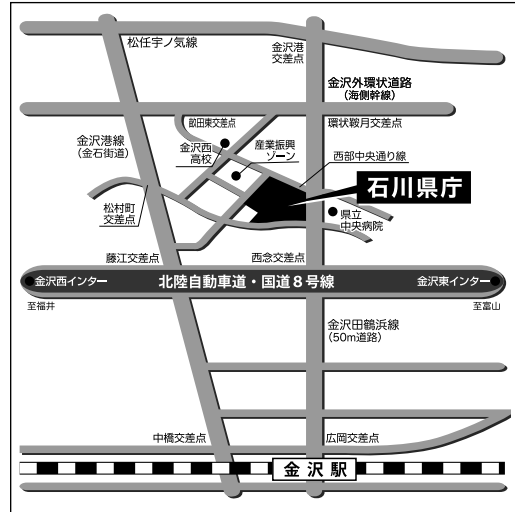 松任宇ノ気線
金沢港
交差点
金沢外環状道路
(海側幹線)
畝田東交差点
環状鞍月交差点
金沢港線
(金石街道)
金沢西
高校
産業振興
ゾーン
西部中央通り線
石川県庁
松村町
交差点
県立
中央病院
藤江交差点
西念交差点
金沢西インター
北陸自動車道・国道8号線
金沢東インター
至福井
至富山
金沢田鶴浜線
(50m道路)
中橋交差点
広岡交差点
金沢駅